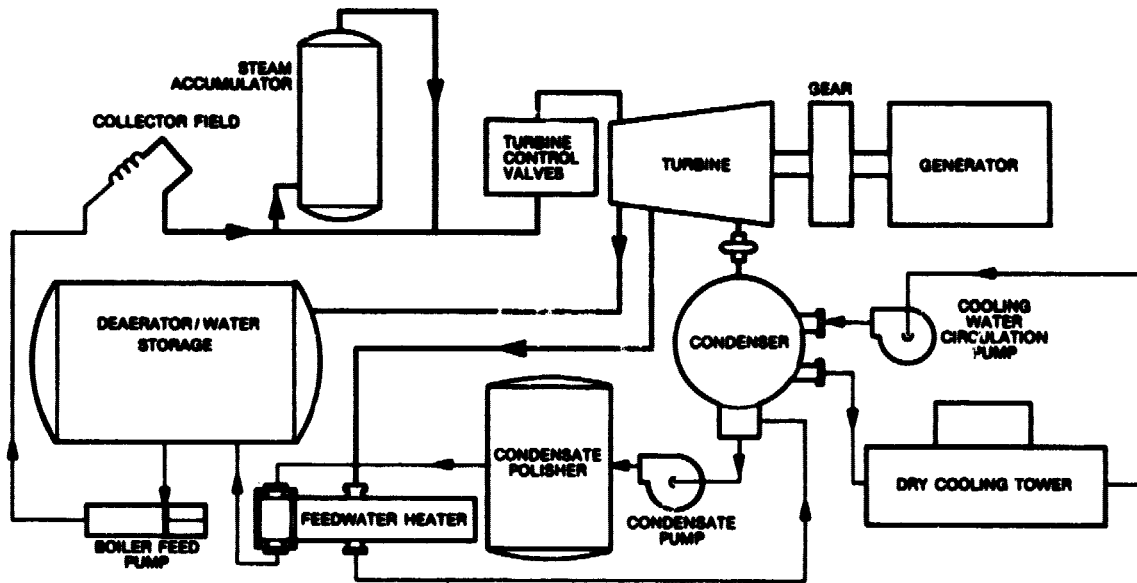 STEAM
ACCUMULATOR
COLLECTOR FIELD
TURBINE
CONTROL
VALVES
TURBINE
GEAR
GENERATOR
DEAERATOR/WATER
STORAGE
CONDENSER
COOLING
WATER
CIRCULATION
PUMP
CONDENSATE
POLISHER
DRY COOLING TOWER
FEEDWATER HEATER
CONDENSATE
PUMP
BOILER FEED
PUMP